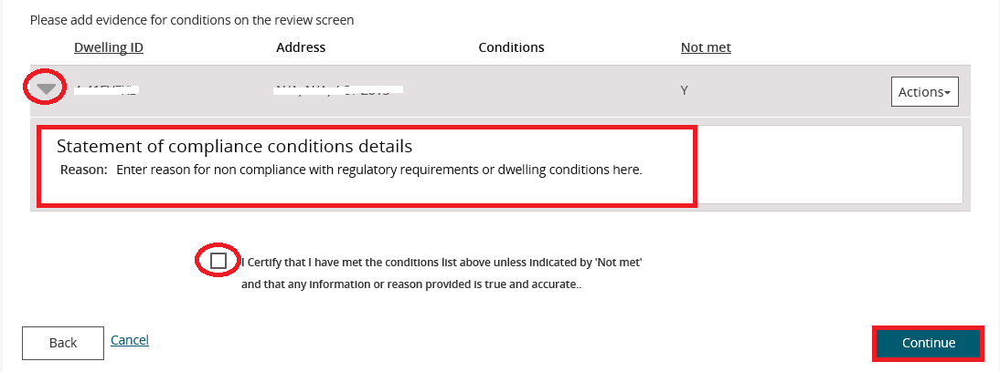 Please add evidence for conditions on the review screen
Dwelling ID Address Conditions Not met
Y Actions
Statement of compliance conditions details
Reason: Enter reason for non compliance with regulatory requirements or dwelling conditions here.
I Certify that I have met the conditions list above unless indicated by 'Not met'
and that any information or reason provided is true and accurate..
Back Cancel Continue